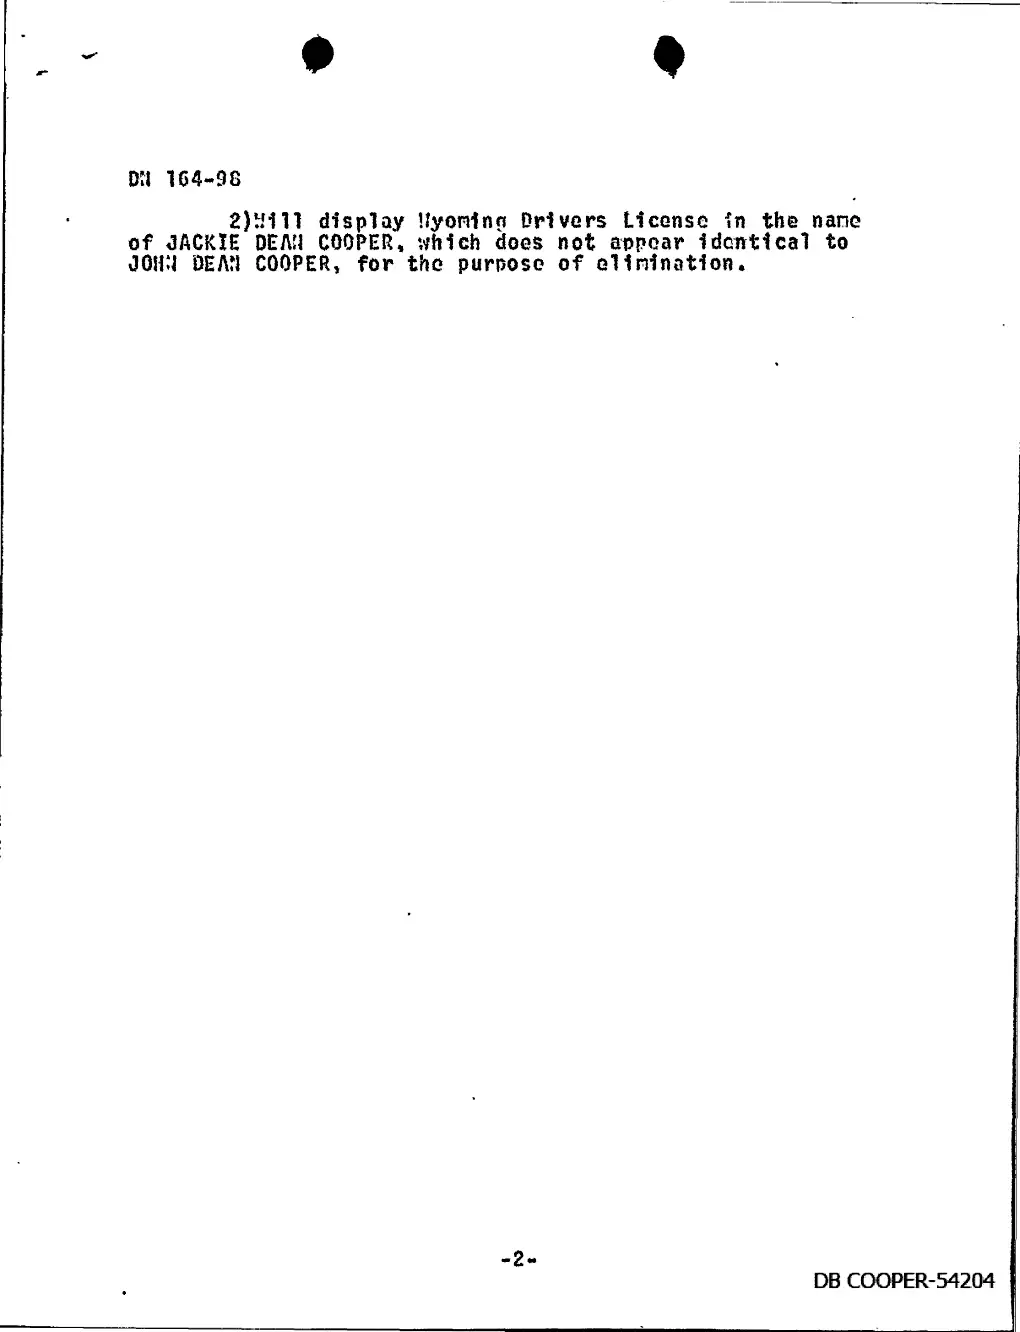 DN 164-98
2)Will display Wyoming Drivers License in the name
of JACKIE DEAN COOPER, which does not appear identical to
JOHN DEAN COOPER, for the purpose of elimination.
-2-
DB COOPER-54204